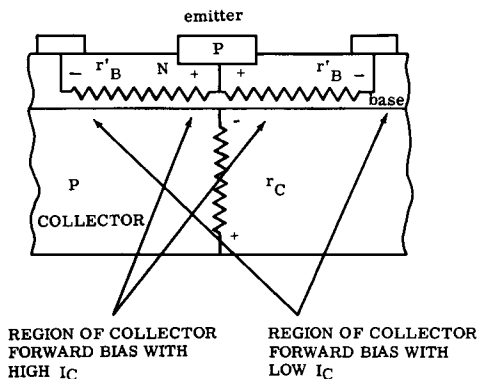 emitter
P
r'B N r'B
- + + -
base
-
P rC
COLLECTOR
+
REGION OF COLLECTOR
FORWARD BIAS WITH
HIGH IC
REGION OF COLLECTOR
FORWARD BIAS WITH
LOW IC